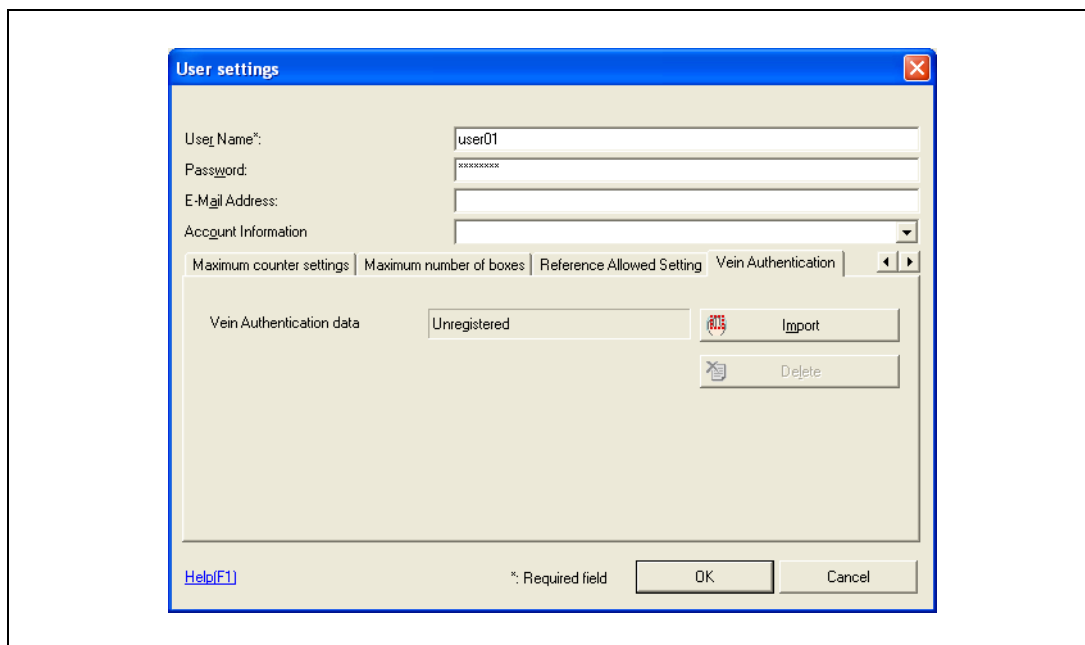 User settings
User Name*: user01
Password: ********
E-Mail Address:
Account Information
Maximum counter settings Maximum number of boxes Reference Allowed Setting Vein Authentication
Vein Authentication data Unregistered Import
Delete
Help(F1) *: Required field OK Cancel